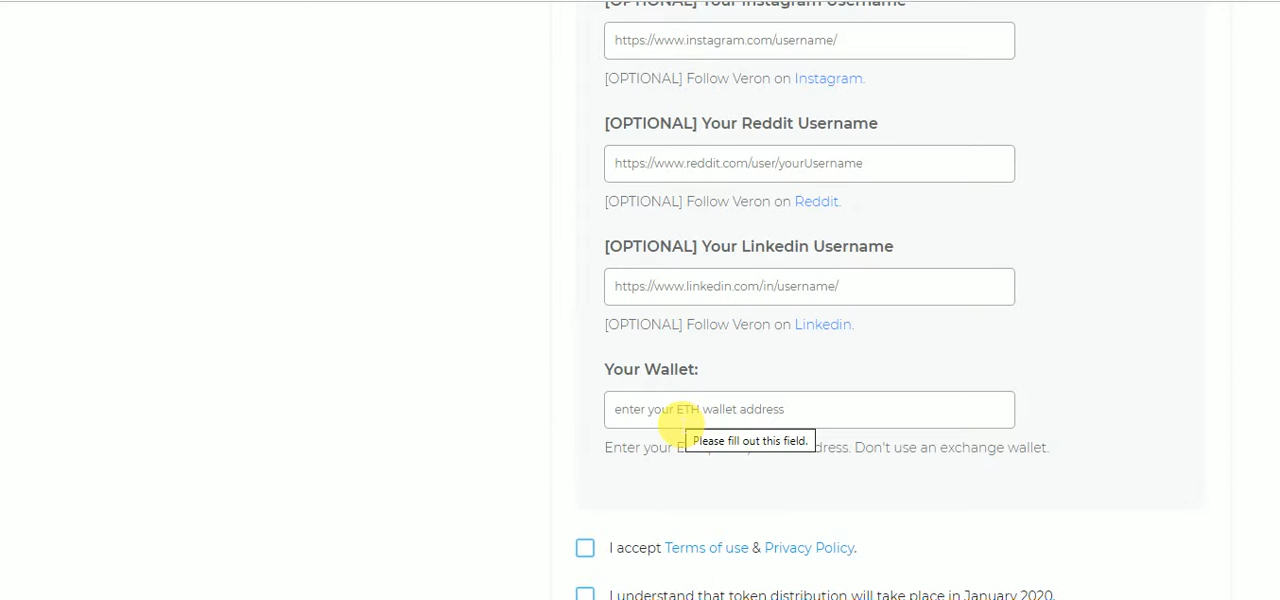 [OPTIONAL] Your Instagram Username
https://www.instagram.com/username/
[OPTIONAL] Follow Veron on Instagram.
[OPTIONAL] Your Reddit Username
https://www.reddit.com/user/yourUsername
[OPTIONAL] Follow Veron on Reddit.
[OPTIONAL] Your Linkedin Username
https://www.linkedin.com/in/username/
[OPTIONAL] Follow Veron on Linkedin.
Your Wallet:
enter your ETH wallet address
Please fill out this field.
Enter your dress. Don't use an exchange wallet.
I accept Terms of use & Privacy Policy.
I understand that token distribution will take place in January 2020.